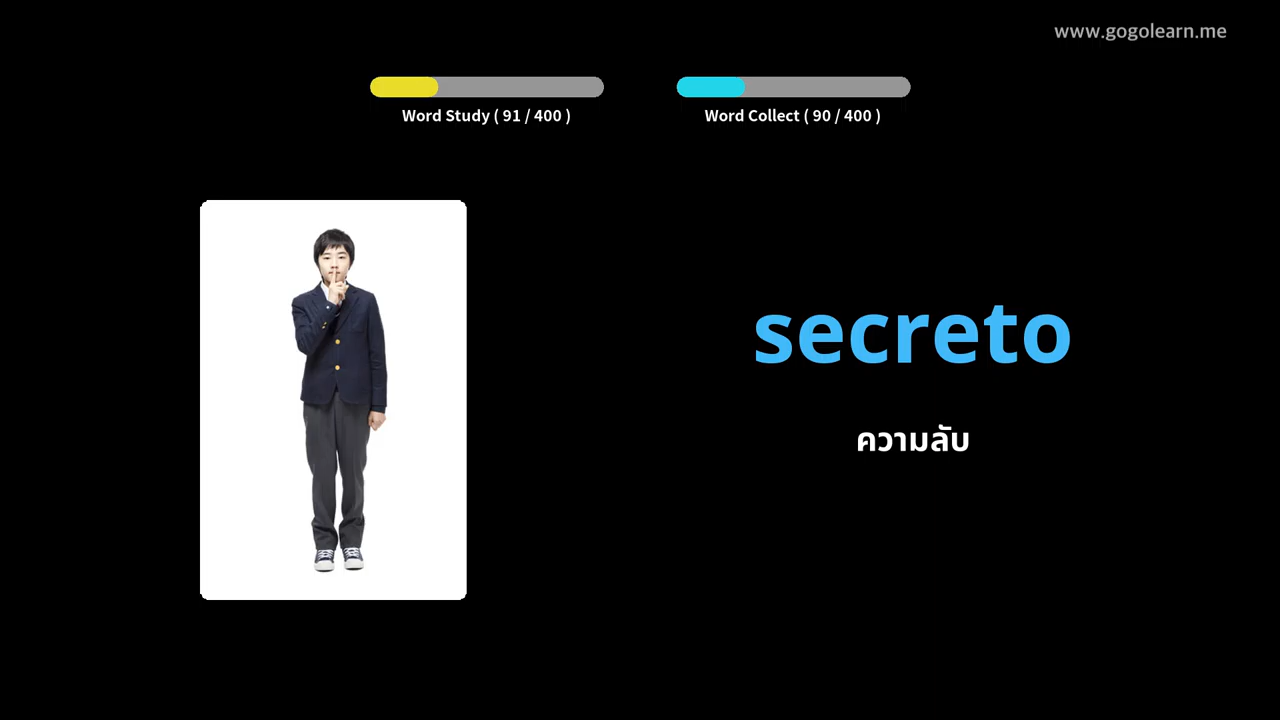 www.gogolearn.me
Word Study ( 91 / 400 )
Word Collect ( 90 / 400 )
secreto
ความลับ